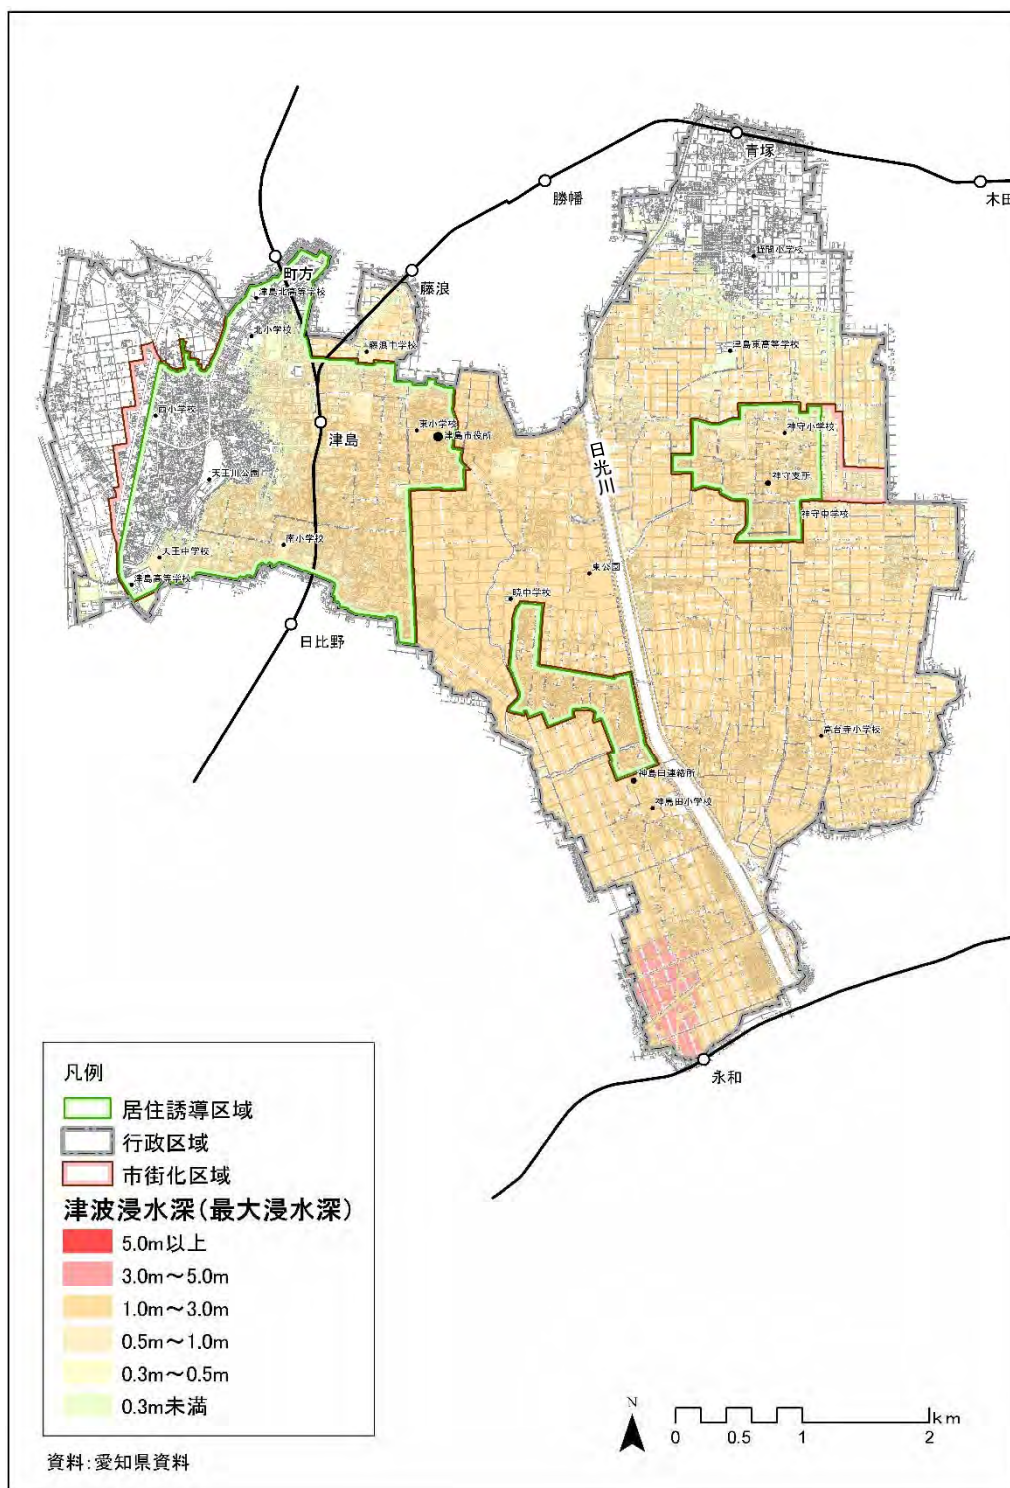 青塚
木田
勝幡
蛭間小学校
町方
藤浪
津島北高等学校
北小学校
藤浪中学校
津島東高等学校
西小学校
津島
東小学校
津島市役所
神守小学校
日光川
天王川公園
神守支所
神守中学校
南小学校
天王中学校
東公園
津島高等学校
暁中学校
日比野
高台寺小学校
神島田連絡所
神島田小学校
永和
凡例
居住誘導区域
行政区域
市街化区域
津波浸水深(最大浸水深)
5.0m以上
3.0m~5.0m
1.0m~3.0m
0.5m~1.0m
0.3m~0.5m
0.3m未満
N
km
0 0.5 1 2
資料:愛知県資料